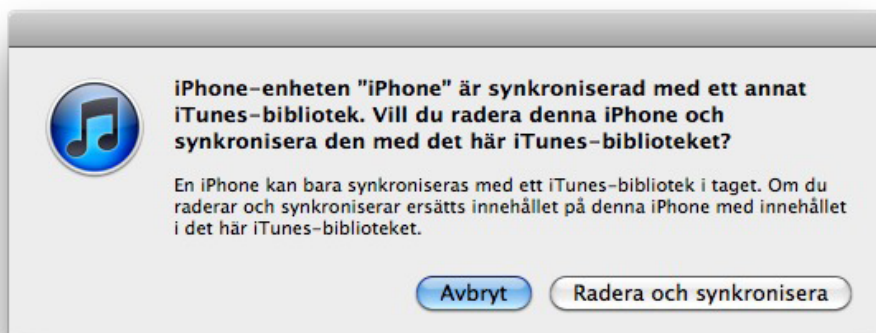 iPhone-enheten "iPhone" är synkroniserad med ett annat
iTunes-bibliotek. Vill du radera denna iPhone och
synkronisera den med det här iTunes-biblioteket?
En iPhone kan bara synkroniseras med ett iTunes-bibliotek i taget. Om du
raderar och synkroniserar ersätts innehållet på denna iPhone med innehållet
i det här iTunes-biblioteket.
Avbryt
Radera och synkronisera